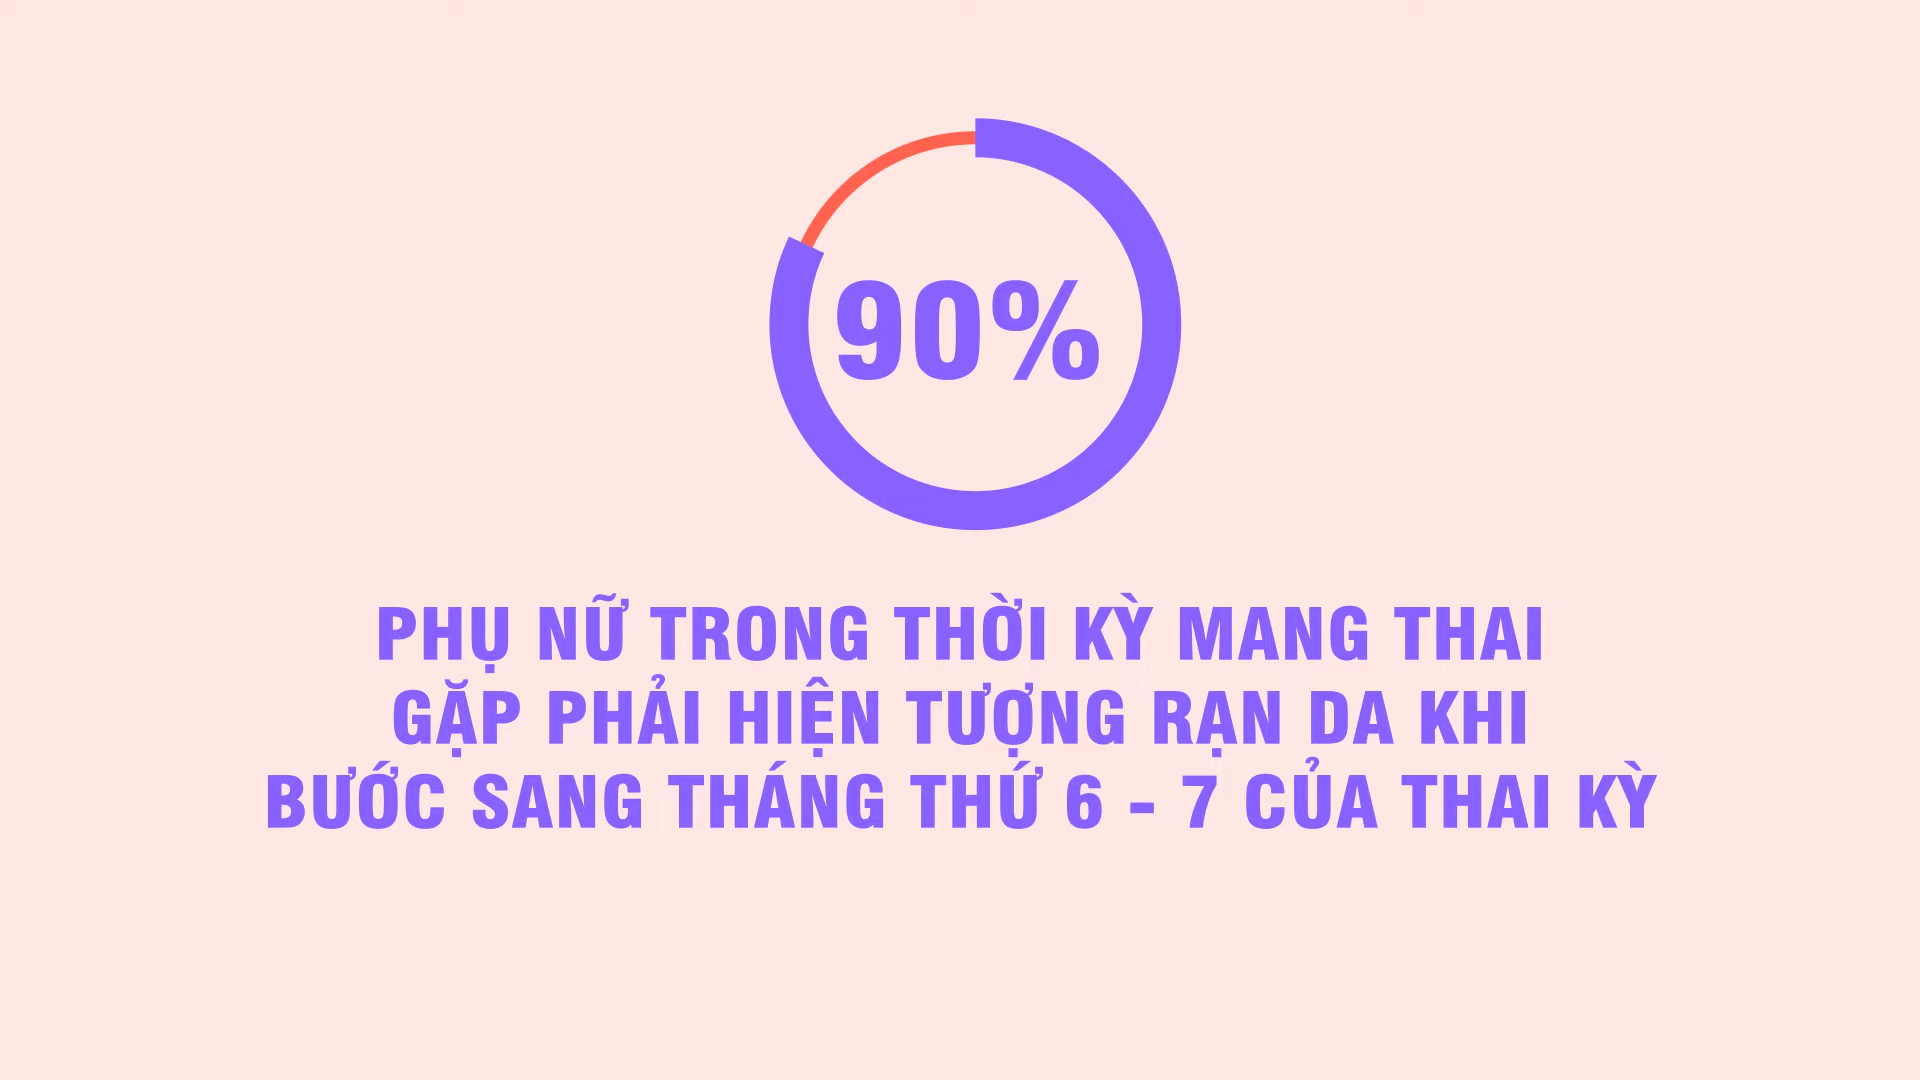 90%
PHỤ NỮ TRONG THỜI KỲ MANG THAI
GẶP PHẢI HIỆN TƯỢNG RẠN DA KHI
BƯỚC SANG THÁNG THỨ 6 - 7 CỦA THAI KỲ